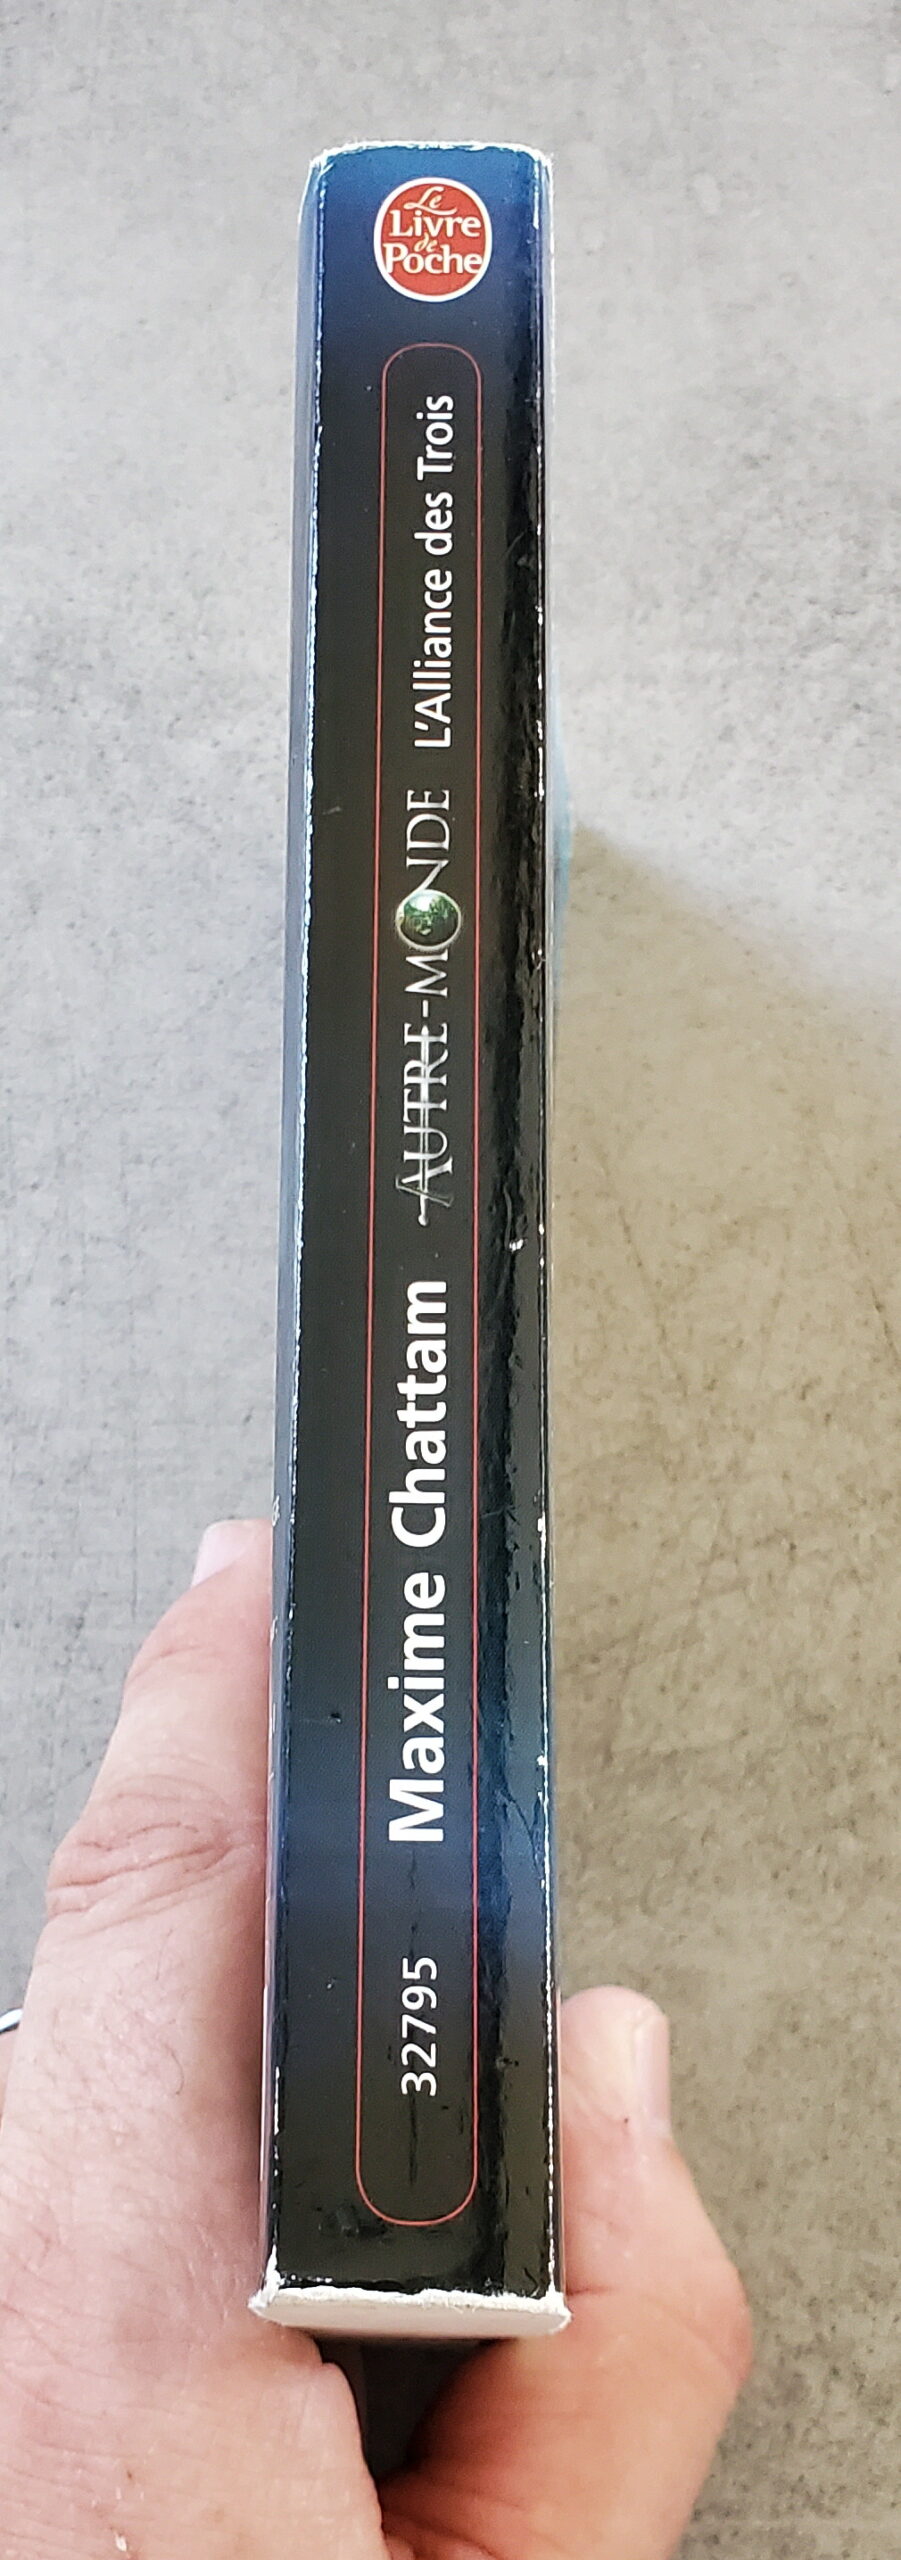 Le
Livre
de
Poche
32795 Maxime Chattam AUTRE-MONDE L'Alliance des Trois